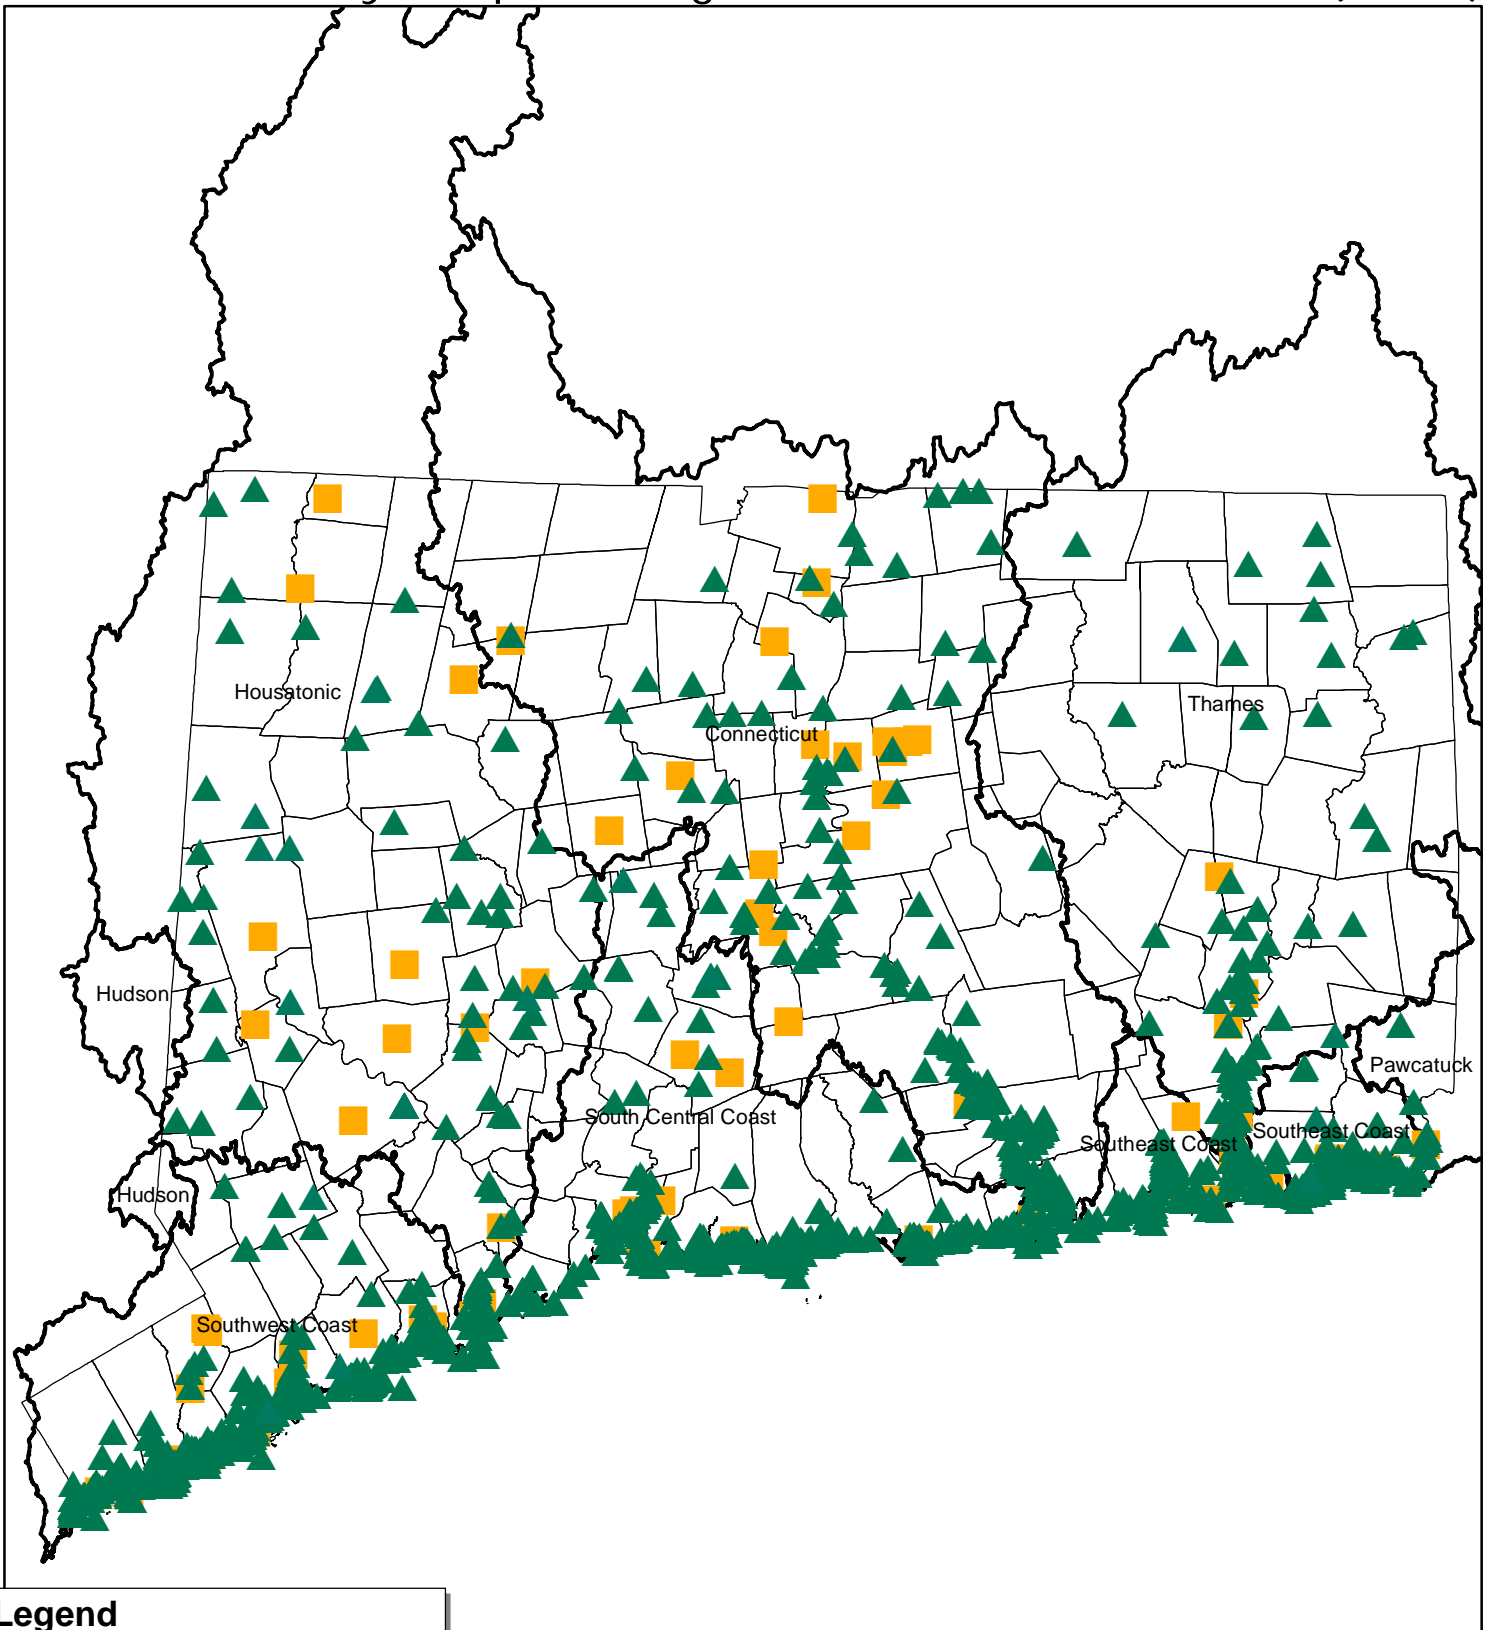 Housatonic
Connecticut
Thames
Hudson
Pawcatuck
South Central Coast
Southeast Coast
Southeast Coast
Hudson
Southwest Coast
Legend